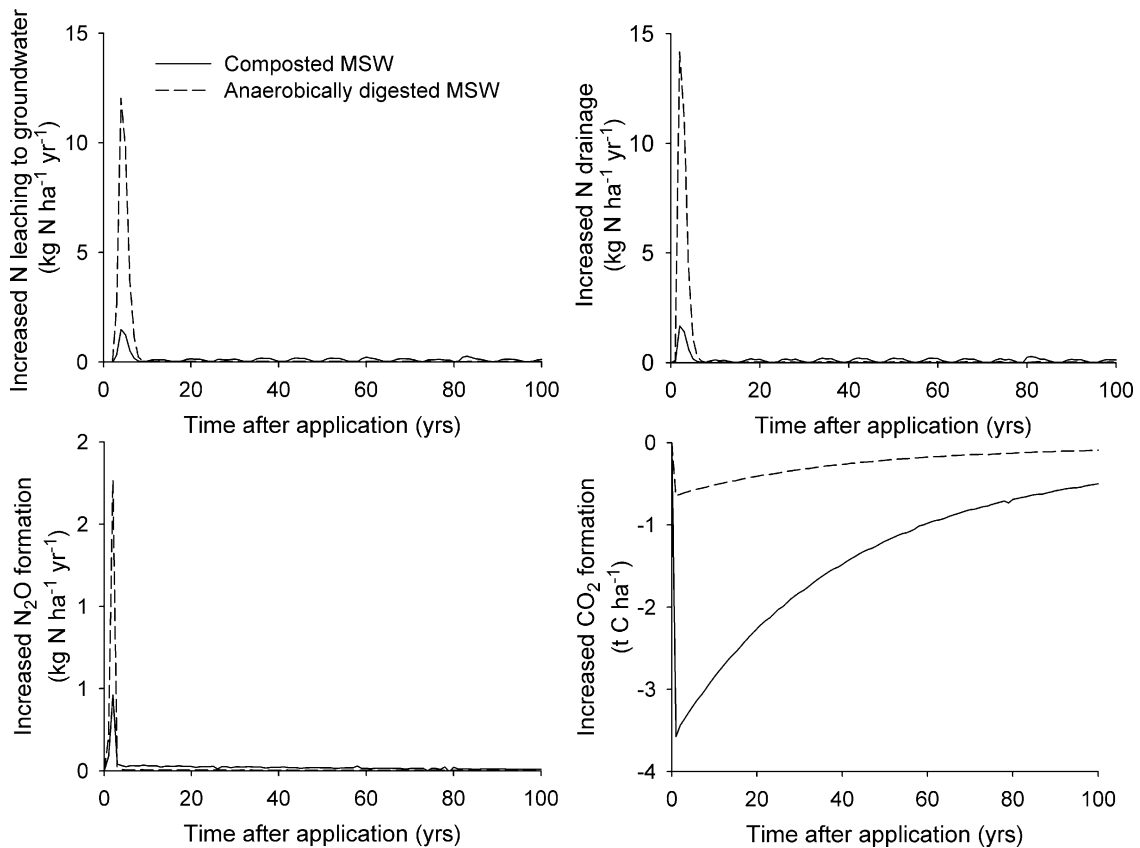 Increased N leaching to groundwater
(kg N ha⁻¹ yr⁻¹)
15
10
5
0
Composted MSW
Anaerobically digested MSW
0 20 40 60 80 100
Time after application (yrs)
Increased N drainage
(kg N ha⁻¹ yr⁻¹)
15
10
5
0
0 20 40 60 80 100
Time after application (yrs)
Increased N₂O formation
(kg N ha⁻¹ yr⁻¹)
2
2
1
1
0
0 20 40 60 80 100
Time after application (yrs)
Increased CO₂ formation
(t C ha⁻¹)
0
-1
-2
-3
-4
0 20 40 60 80 100
Time after application (yrs)